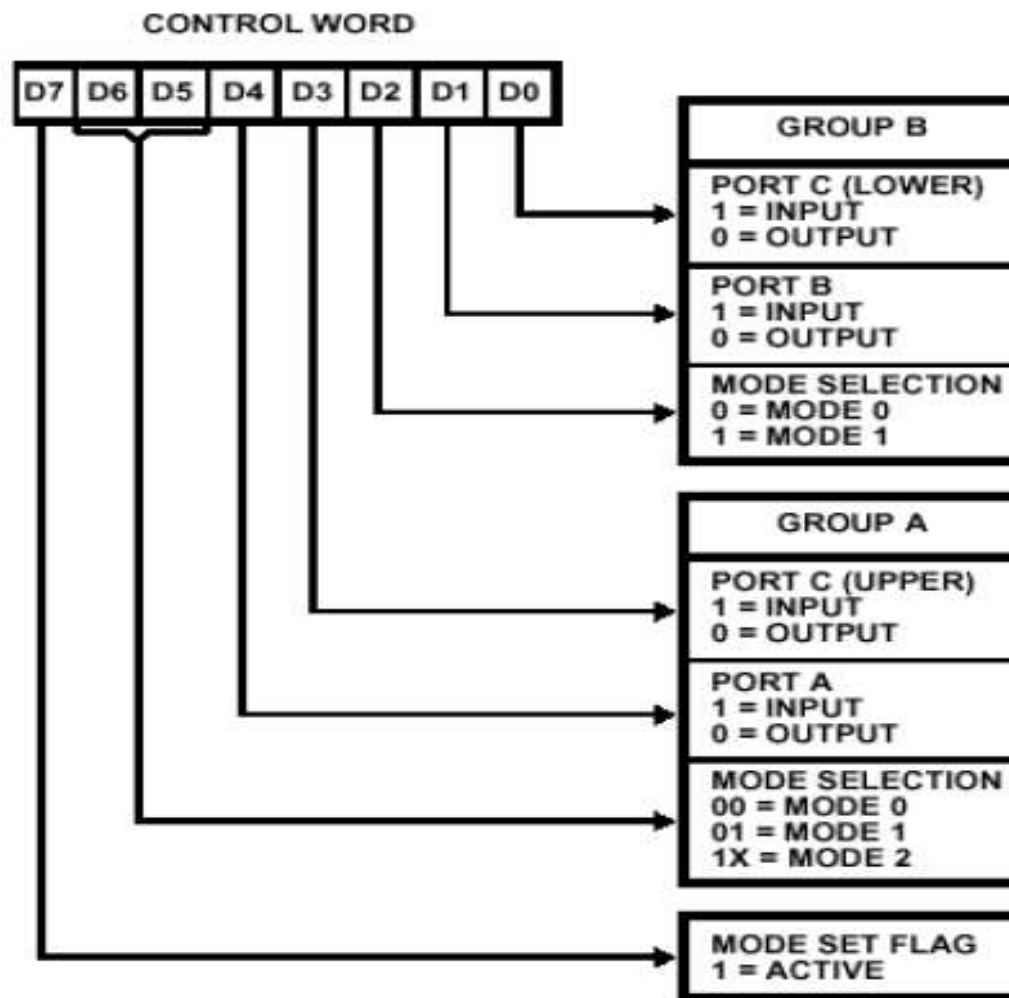 CONTROL WORD
D7 D6 D5 D4 D3 D2 D1 D0
GROUP B
PORT C (LOWER)
1 = INPUT
0 = OUTPUT
PORT B
1 = INPUT
0 = OUTPUT
MODE SELECTION
0 = MODE 0
1 = MODE 1
GROUP A
PORT C (UPPER)
1 = INPUT
0 = OUTPUT
PORT A
1 = INPUT
0 = OUTPUT
MODE SELECTION
00 = MODE 0
01 = MODE 1
1X = MODE 2
MODE SET FLAG
1 = ACTIVE